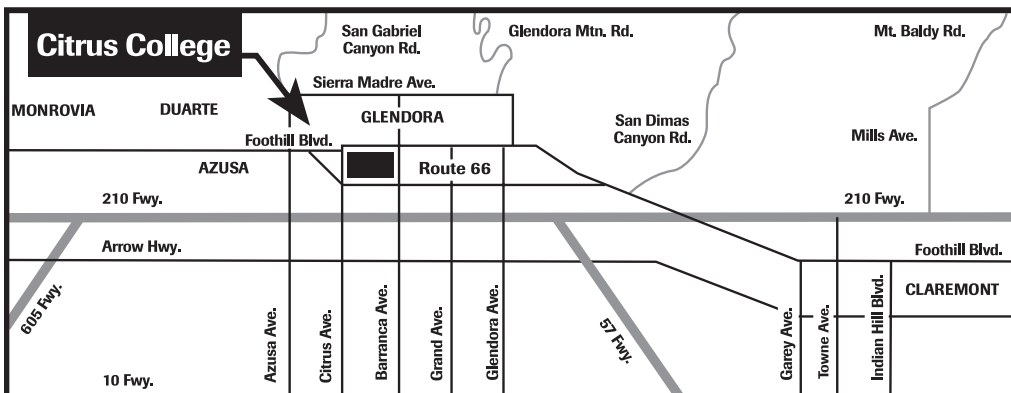 San Gabriel
Canyon Rd.
Glendora Mtn. Rd.
Mt. Baldy Rd.
Citrus College
Sierra Madre Ave.
MONROVIA
DUARTE
GLENDORA
San Dimas
Canyon Rd.
Mills Ave.
Foothill Blvd.
AZUSA
Route 66
210 Fwy.
210 Fwy.
Arrow Hwy.
Foothill Blvd.
605 Fwy.
Azusa Ave.
Citrus Ave.
Barranca Ave.
Grand Ave.
Glendora Ave.
57 Fwy.
Garey Ave.
Towne Ave.
Indian Hill Blvd.
CLAREMONT
10 Fwy.